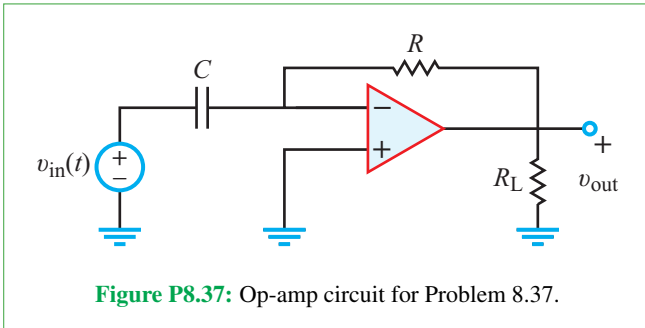 R
C
−
+
υin(t)
+
−
RL
+
υout
Figure P8.37: Op-amp circuit for Problem 8.37.